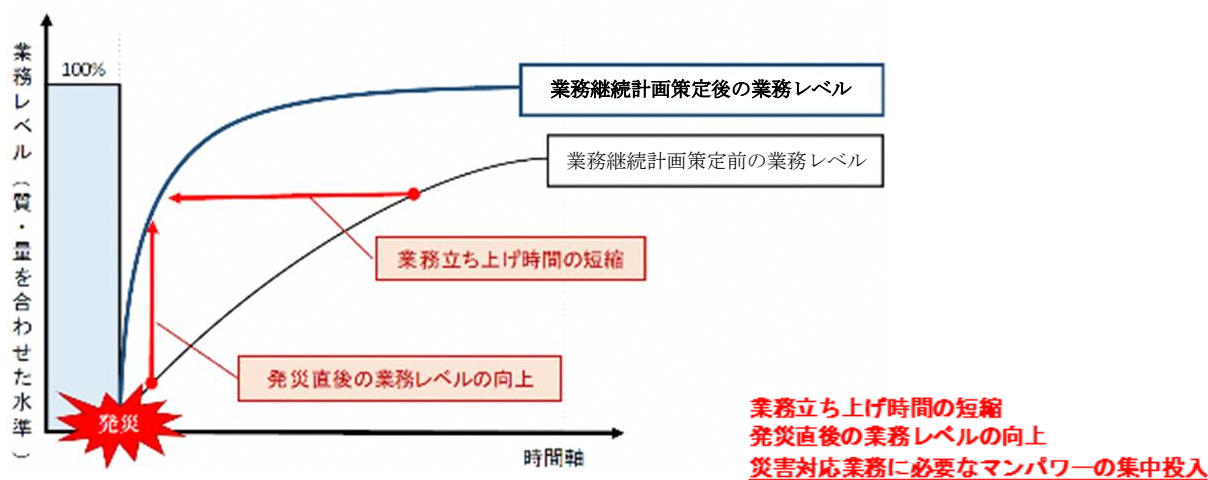 業務レベル（質・量を合わせた水準）
100%
業務継続計画策定後の業務レベル
業務継続計画策定前の業務レベル
業務立ち上げ時間の短縮
発災直後の業務レベルの向上
発災
時間軸
業務立ち上げ時間の短縮
発災直後の業務レベルの向上
災害対応業務に必要なマンパワーの集中投入